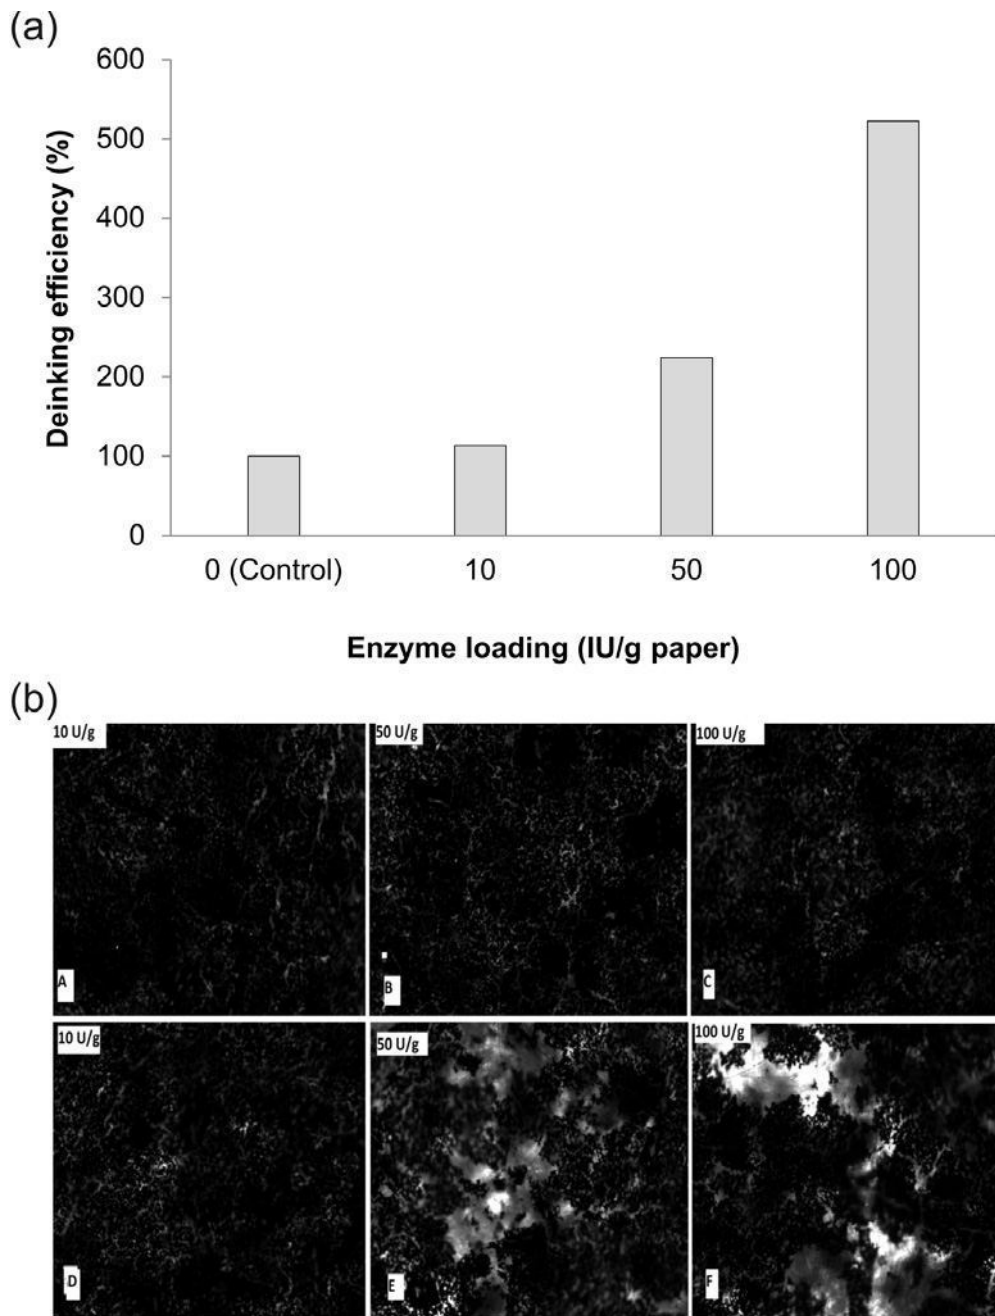 (a)
600
500
400
300
200
100
0
Deinking efficiency (%)
0 (Control) 10 50 100
Enzyme loading (IU/g paper)
(b)
10 U/g 50 U/g 100 U/g
A B C
10 U/g 50 U/g 100 U/g
D E F